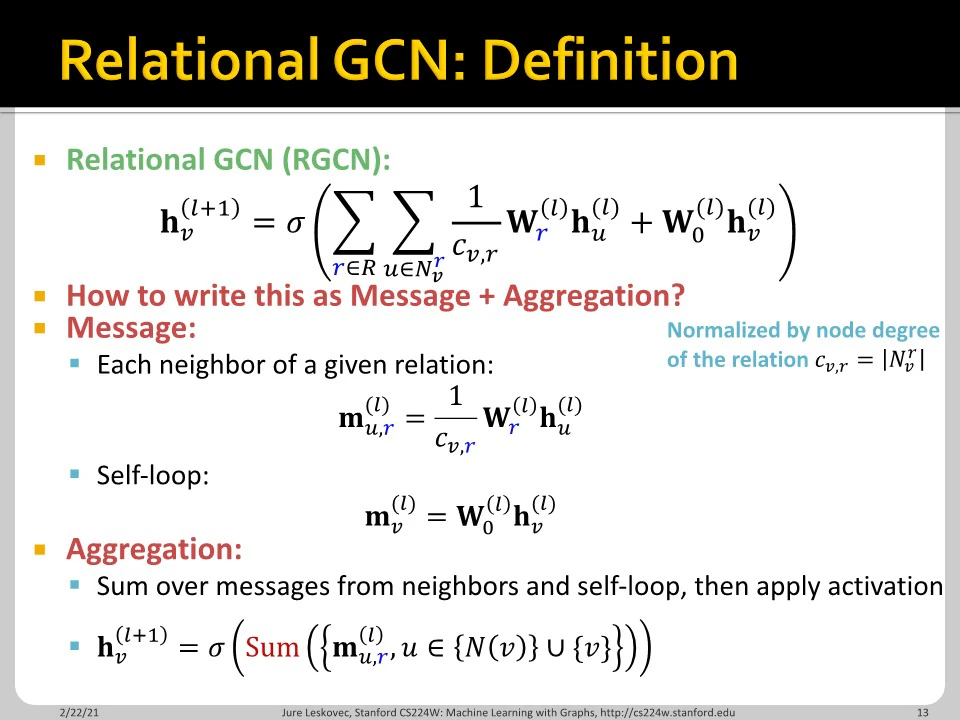 Relational GCN: Definition
Relational GCN (RGCN):
𝐡_v^{(l+1)} = σ ( ∑_{r∈R} ∑_{u∈N_v^r} \frac{1}{c_{v,r}} 𝐖_r^{(l)} 𝐡_u^{(l)} + 𝐖_0^{(l)} 𝐡_v^{(l)} )
How to write this as Message + Aggregation?
Message:
Normalized by node degree
of the relation c_{v,r} = |N_v^r|
Each neighbor of a given relation:
𝐦_{u,r}^{(l)} = \frac{1}{c_{v,r}} 𝐖_r^{(l)} 𝐡_u^{(l)}
Self-loop:
𝐦_v^{(l)} = 𝐖_0^{(l)} 𝐡_v^{(l)}
Aggregation:
Sum over messages from neighbors and self-loop, then apply activation
𝐡_v^{(l+1)} = σ ( Sum ( { 𝐦_{u,r}^{(l)}, u ∈ {N(v)} ∪ {v} } ) )
2/22/21
Jure Leskovec, Stanford CS224W: Machine Learning with Graphs, http://cs224w.stanford.edu
13